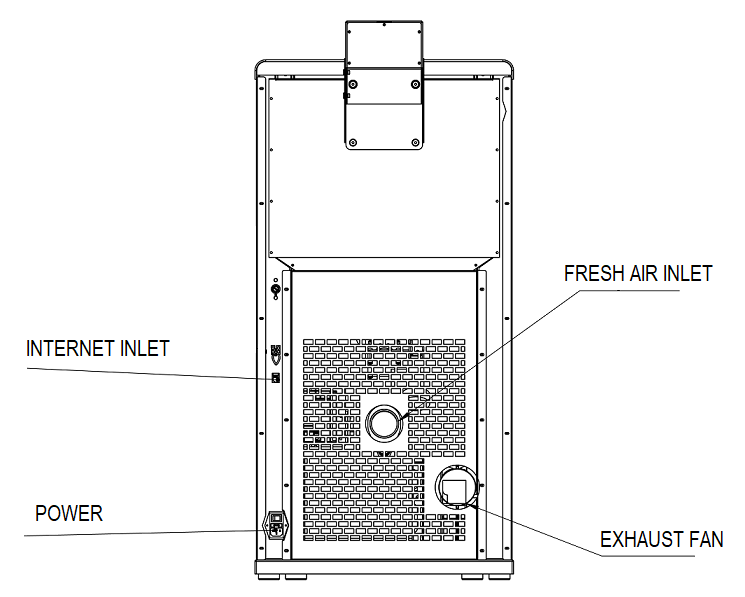 FRESH AIR INLET
INTERNET INLET
POWER
EXHAUST FAN